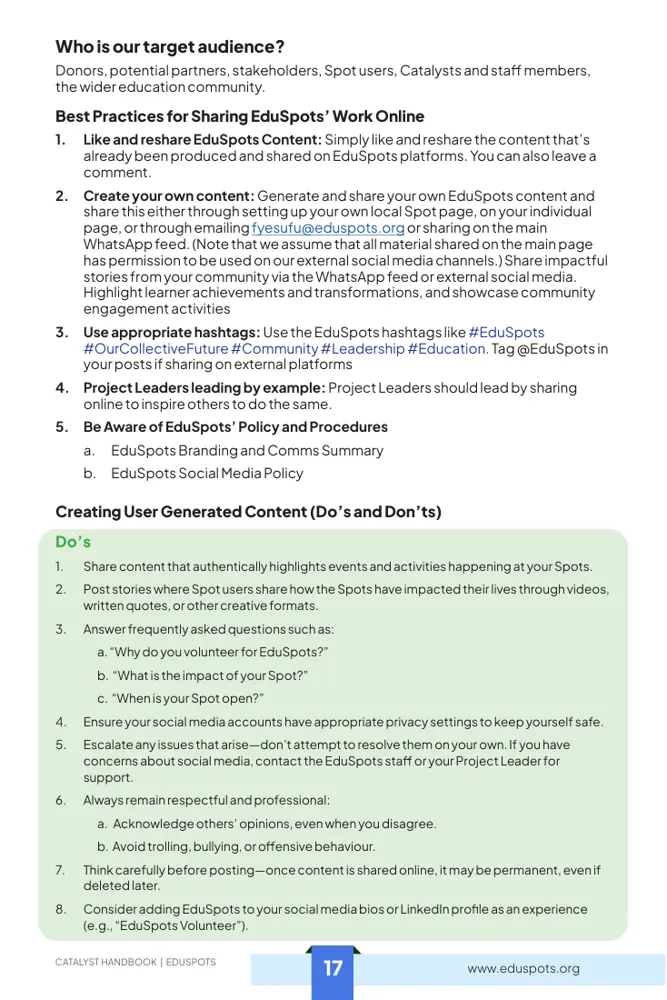 Who is our target audience?
Donors, potential partners, stakeholders, Spot users, Catalysts and staff members,
the wider education community.
Best Practices for Sharing EduSpots' Work Online
1. Like and reshare EduSpots Content: Simply like and reshare the content that's
already been produced and shared on EduSpots platforms. You can also leave a
comment.
2. Create your own content: Generate and share your own EduSpots content and
share this either through setting up your own local Spot page, on your individual
page, or through emailing fyesufu@eduspots.org or sharing on the main
WhatsApp feed. (Note that we assume that all material shared on the main page
has permission to be used on our external social media channels.) Share impactful
stories from your community via the WhatsApp feed or external social media.
Highlight learner achievements and transformations, and showcase community
engagement activities
3. Use appropriate hashtags: Use the EduSpots hashtags like #EduSpots
#OurCollectiveFuture #Community #Leadership #Education. Tag @EduSpots in
your posts if sharing on external platforms
4. Project Leaders leading by example: Project Leaders should lead by sharing
online to inspire others to do the same.
5. Be Aware of EduSpots' Policy and Procedures
a. EduSpots Branding and Comms Summary
b. EduSpots Social Media Policy
Creating User Generated Content (Do's and Don'ts)
Do's
1. Share content that authentically highlights events and activities happening at your Spots.
2. Post stories where Spot users share how the Spots have impacted their lives through videos,
written quotes, or other creative formats.
3. Answer frequently asked questions such as:
a. "Why do you volunteer for EduSpots?"
b. "What is the impact of your Spot?"
c. "When is your Spot open?"
4. Ensure your social media accounts have appropriate privacy settings to keep yourself safe.
5. Escalate any issues that arise—don't attempt to resolve them on your own. If you have
concerns about social media, contact the EduSpots staff or your Project Leader for
support.
6. Always remain respectful and professional:
a. Acknowledge others' opinions, even when you disagree.
b. Avoid trolling, bullying, or offensive behaviour.
7. Think carefully before posting—once content is shared online, it may be permanent, even if
deleted later.
8. Consider adding EduSpots to your social media bios or LinkedIn profile as an experience
(e.g., "EduSpots Volunteer").
CATALYST HANDBOOK | EDUSPOTS
17
www.eduspots.org